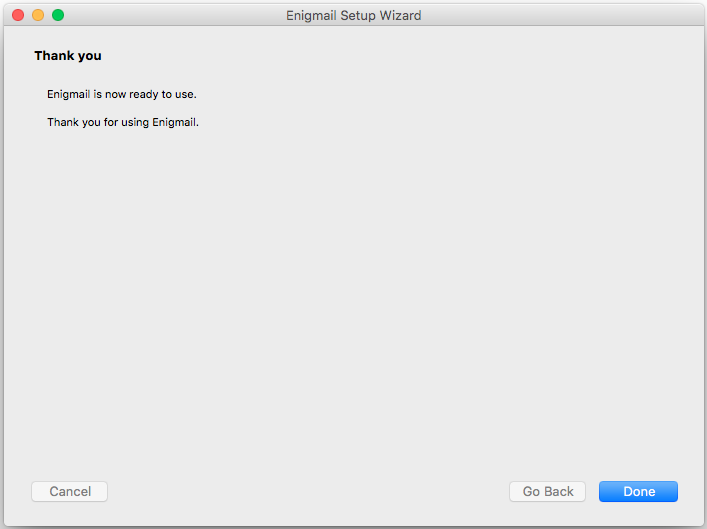 Enigmail Setup Wizard
Thank you
Enigmail is now ready to use.
Thank you for using Enigmail.
Cancel
Go Back
Done